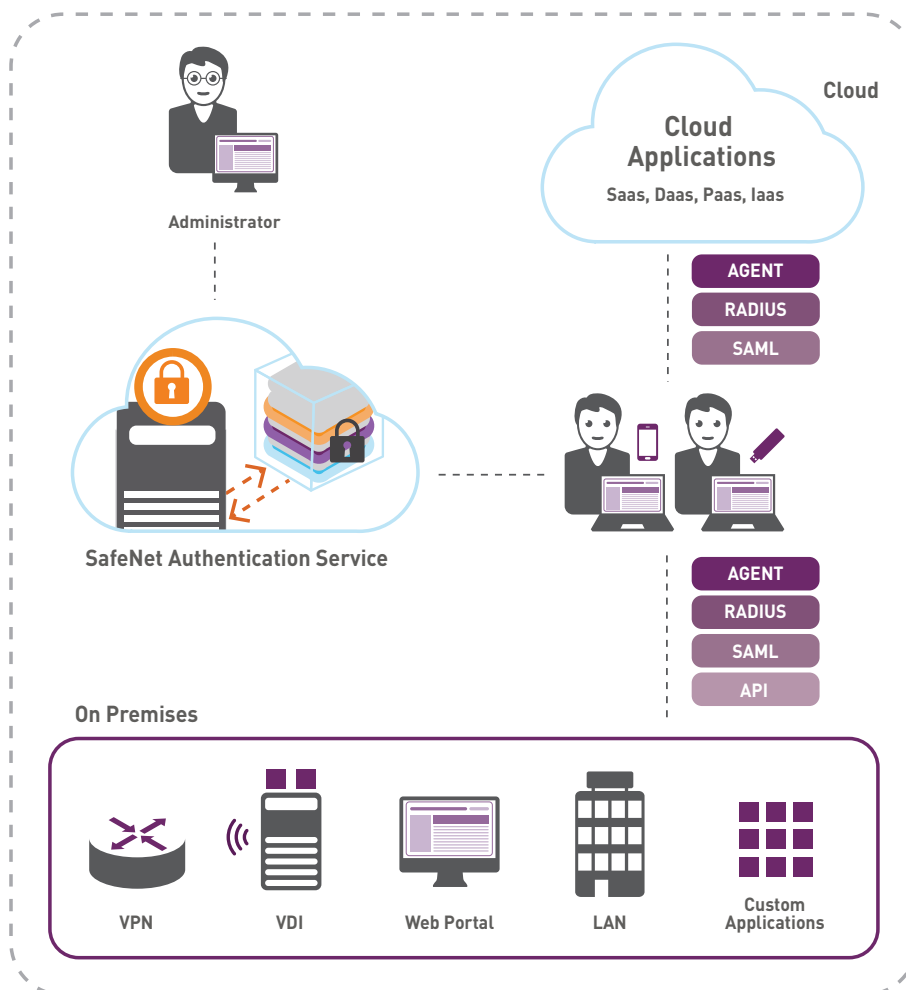 Administrator
Cloud
Cloud
Applications
Saas, Daas, Paas, Iaas
AGENT
RADIUS
SAML
SafeNet Authentication Service
AGENT
RADIUS
SAML
API
On Premises
VPN
VDI
Web Portal
LAN
Custom
Applications